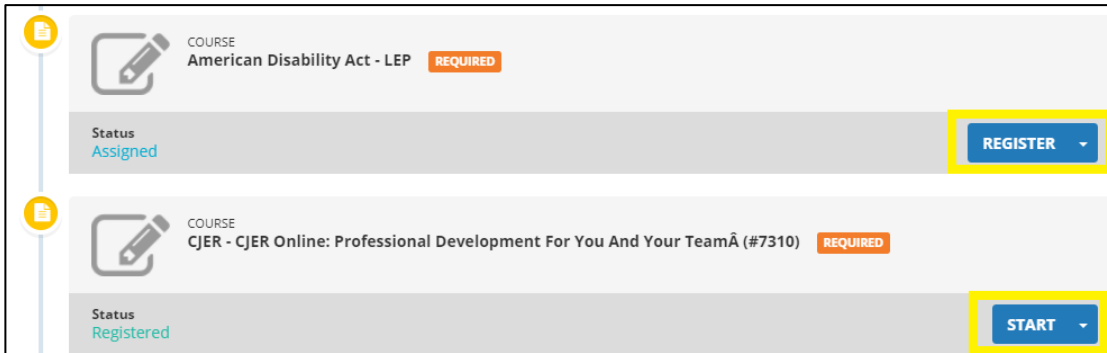 COURSE
American Disability Act - LEP REQUIRED
Status
Assigned
REGISTER
COURSE
CJER - CJER Online: Professional Development For You And Your TeamÂ (#7310) REQUIRED
Status
Registered
START